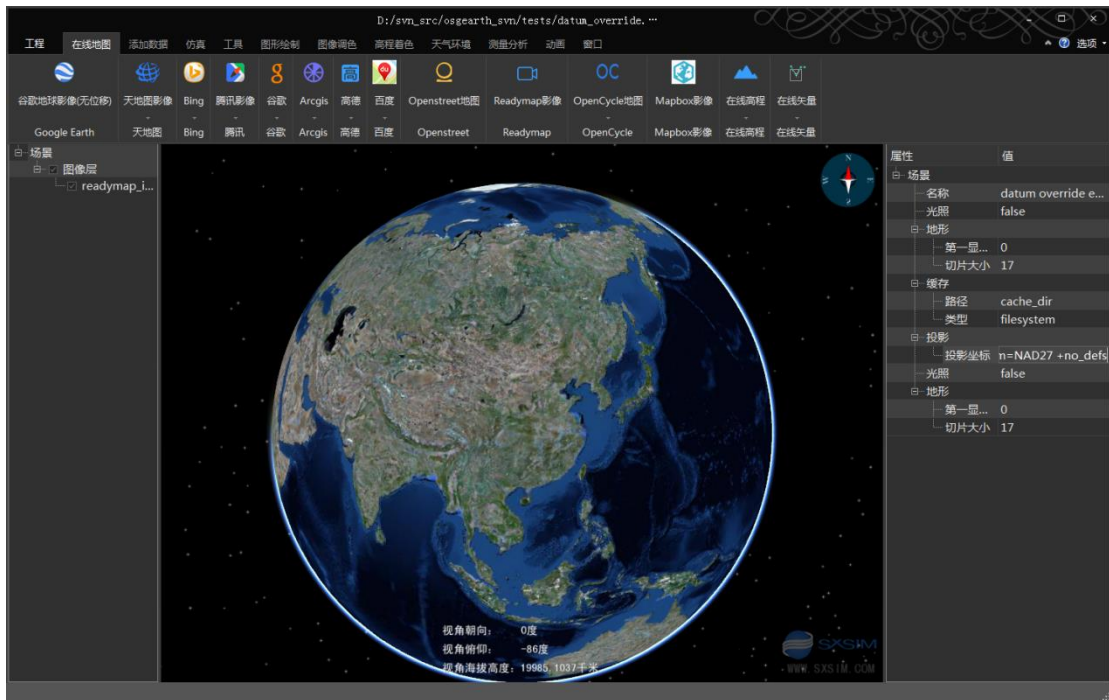 D:/svn_src/osgearth_svn/tests/datum_override. …
工程 在线地图 添加数据 仿真 工具 图形绘制 图像调色 高程着色 天气环境 测量分析 动画 窗口 选项
谷歌地球影像(无位移) 天地图影像 Bing 腾讯影像 谷歌 Arcgis 高德 百度 Openstreet地图 Readymap影像 OpenCycle地图 Mapbox影像 在线高程 在线矢量
Google Earth 天地图 Bing 腾讯 谷歌 Arcgis 高德 百度 Openstreet Readymap OpenCycle Mapbox影像 在线高程 在线矢量
场景
图像层
readymap_i...
N
属性 值
场景
名称 datum override e...
光照 false
地形
第一显... 0
切片大小 17
缓存
路径 cache_dir
类型 filesystem
投影
投影坐标 n=NAD27 +no_defs
光照 false
地形
第一显... 0
切片大小 17
视角朝向: 0度
视角俯仰: -86度
视角海拔高度: 19985.1037千米
SXSIM
WWW.SXSIM.COM